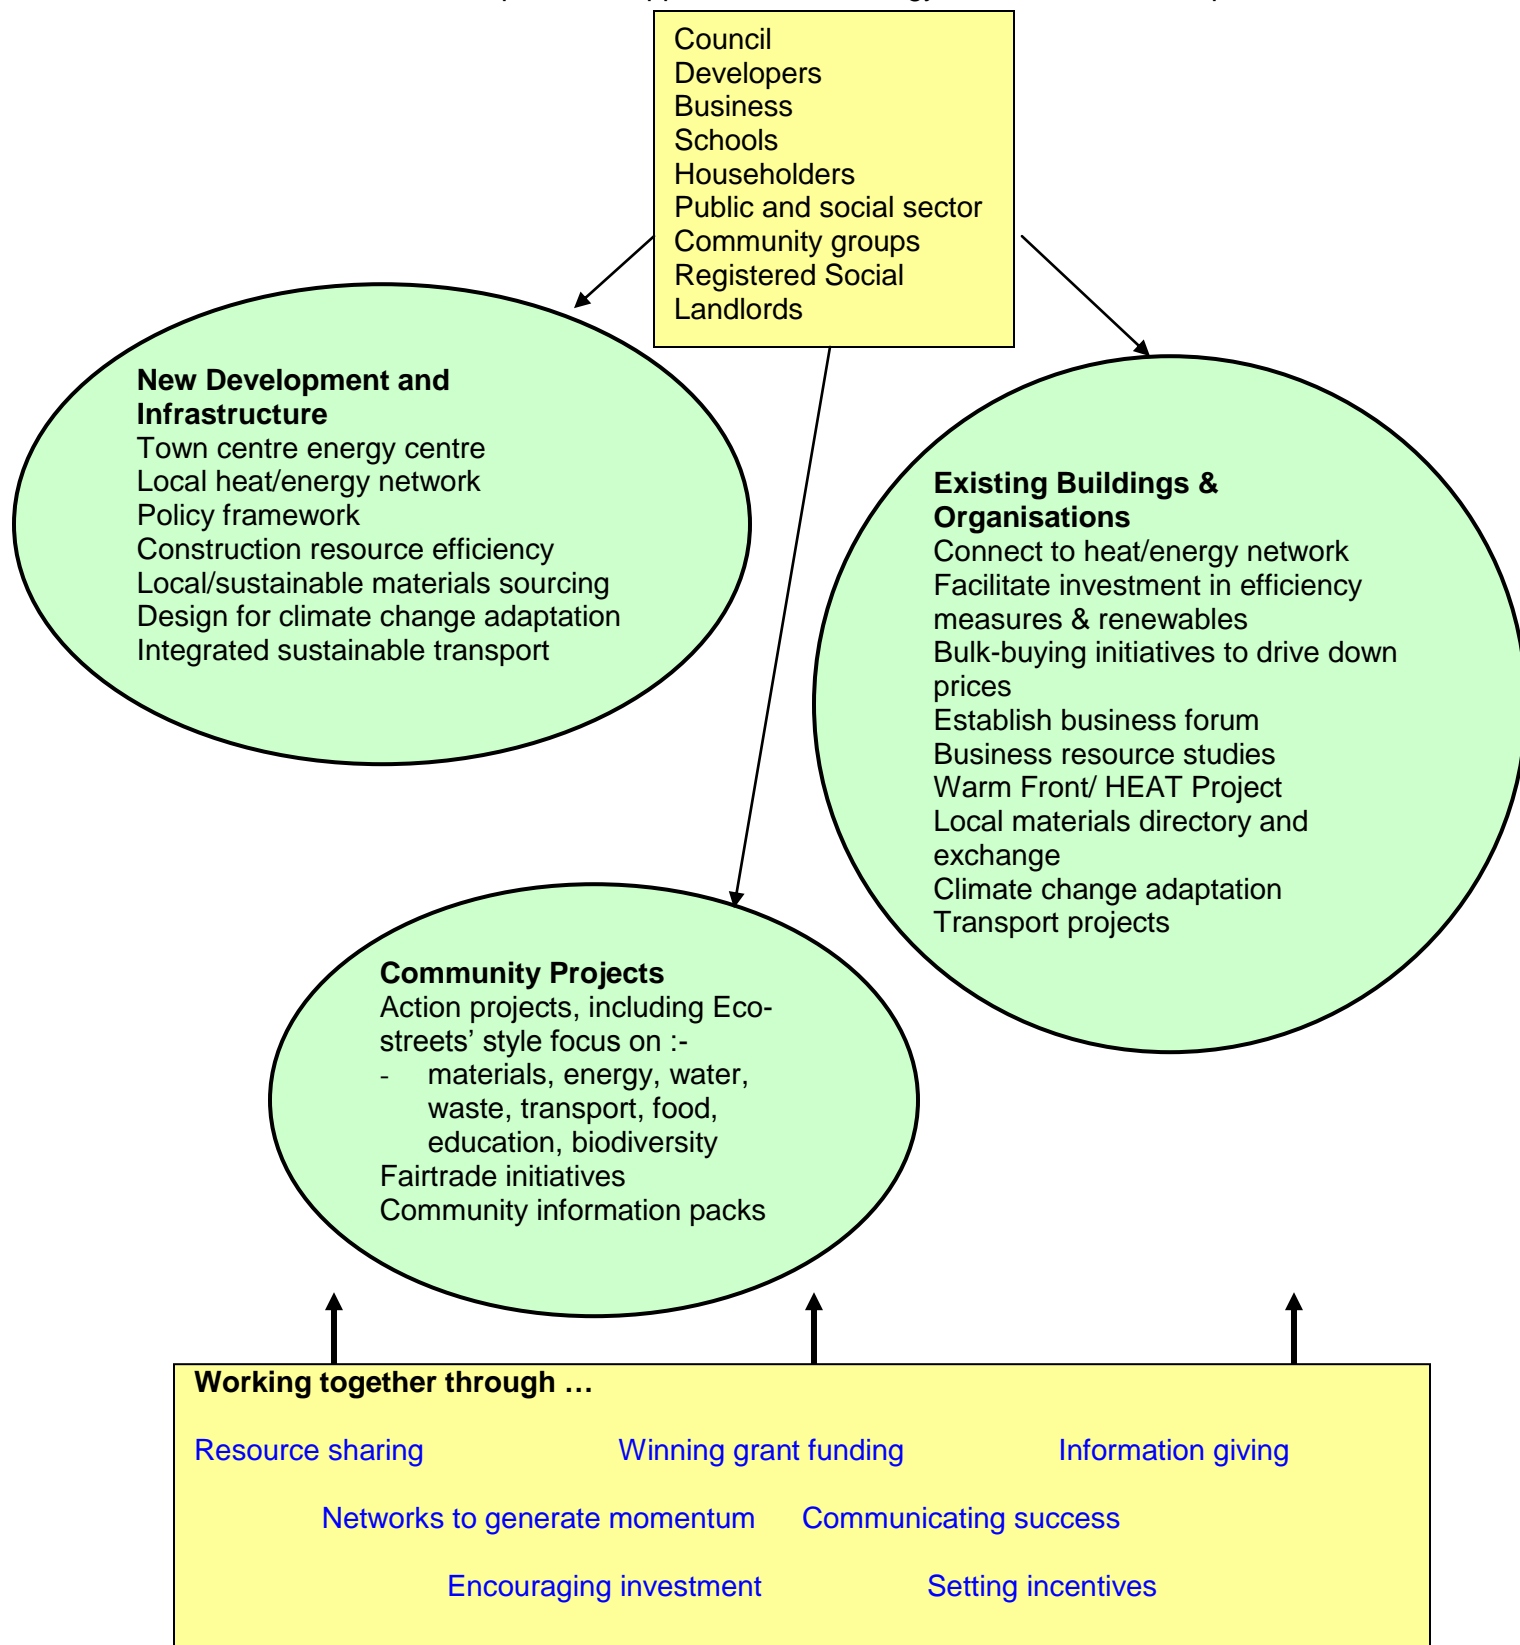 Council
Developers
Business
Schools
Householders
Public and social sector
Community groups
Registered Social
Landlords
New Development and
Infrastructure
Town centre energy centre
Local heat/energy network
Policy framework
Construction resource efficiency
Local/sustainable materials sourcing
Design for climate change adaptation
Integrated sustainable transport
Existing Buildings &
Organisations
Connect to heat/energy network
Facilitate investment in efficiency
measures & renewables
Bulk-buying initiatives to drive down
prices
Establish business forum
Business resource studies
Warm Front/ HEAT Project
Local materials directory and
exchange
Climate change adaptation
Transport projects
Community Projects
Action projects, including Eco-
streets’ style focus on :-
- materials, energy, water,
waste, transport, food,
education, biodiversity
Fairtrade initiatives
Community information packs
Working together through …
Resource sharing Winning grant funding Information giving
Networks to generate momentum Communicating success
Encouraging investment Setting incentives